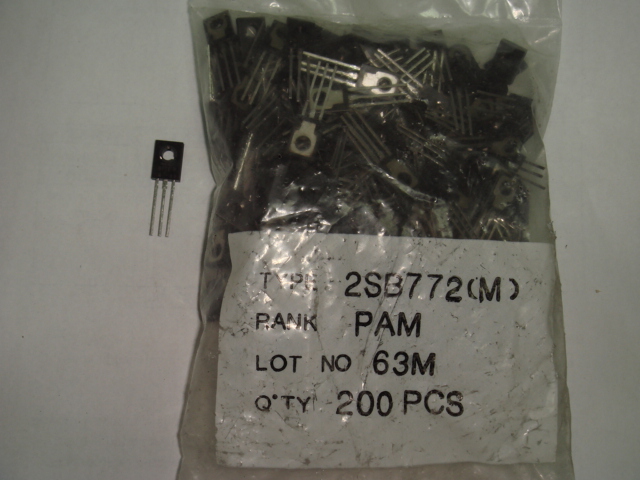 TYPE 2SB772(M)
RANK PAM
LOT NO 63M
Q'TY 200 PCS